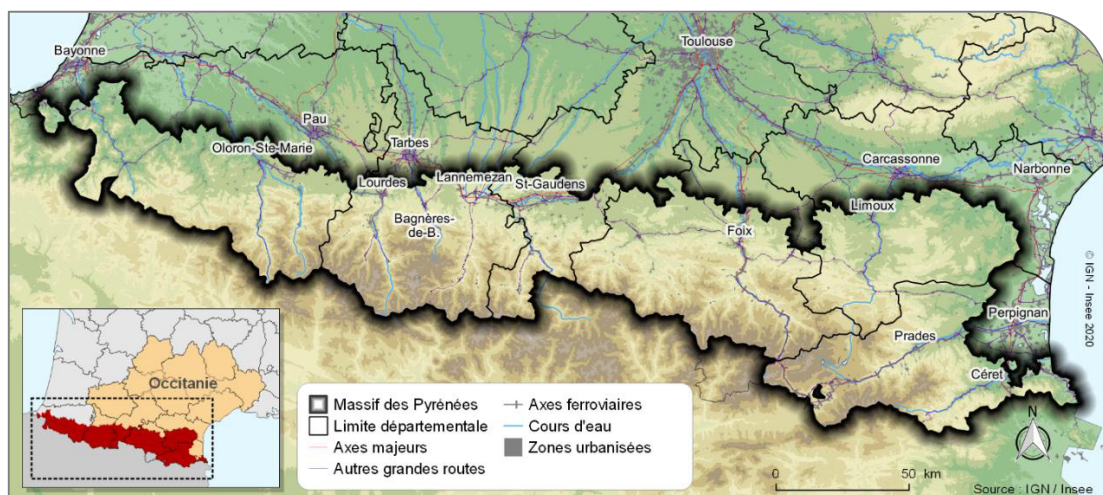 Bayonne
Toulouse
Pau
Tarbes
Oloron-Ste-Marie
Carcassonne
Narbonne
Lourdes
Lannemezan
St-Gaudens
Limoux
Bagnères-
de-B.
Foix
Perpignan
Prades
Céret
© IGN - Insee 2020
Occitanie
Massif des Pyrénées
Limite départementale
Axes majeurs
Autres grandes routes
Axes ferroviaires
Cours d'eau
Zones urbanisées
N
0 50 km
Source : IGN / Insee